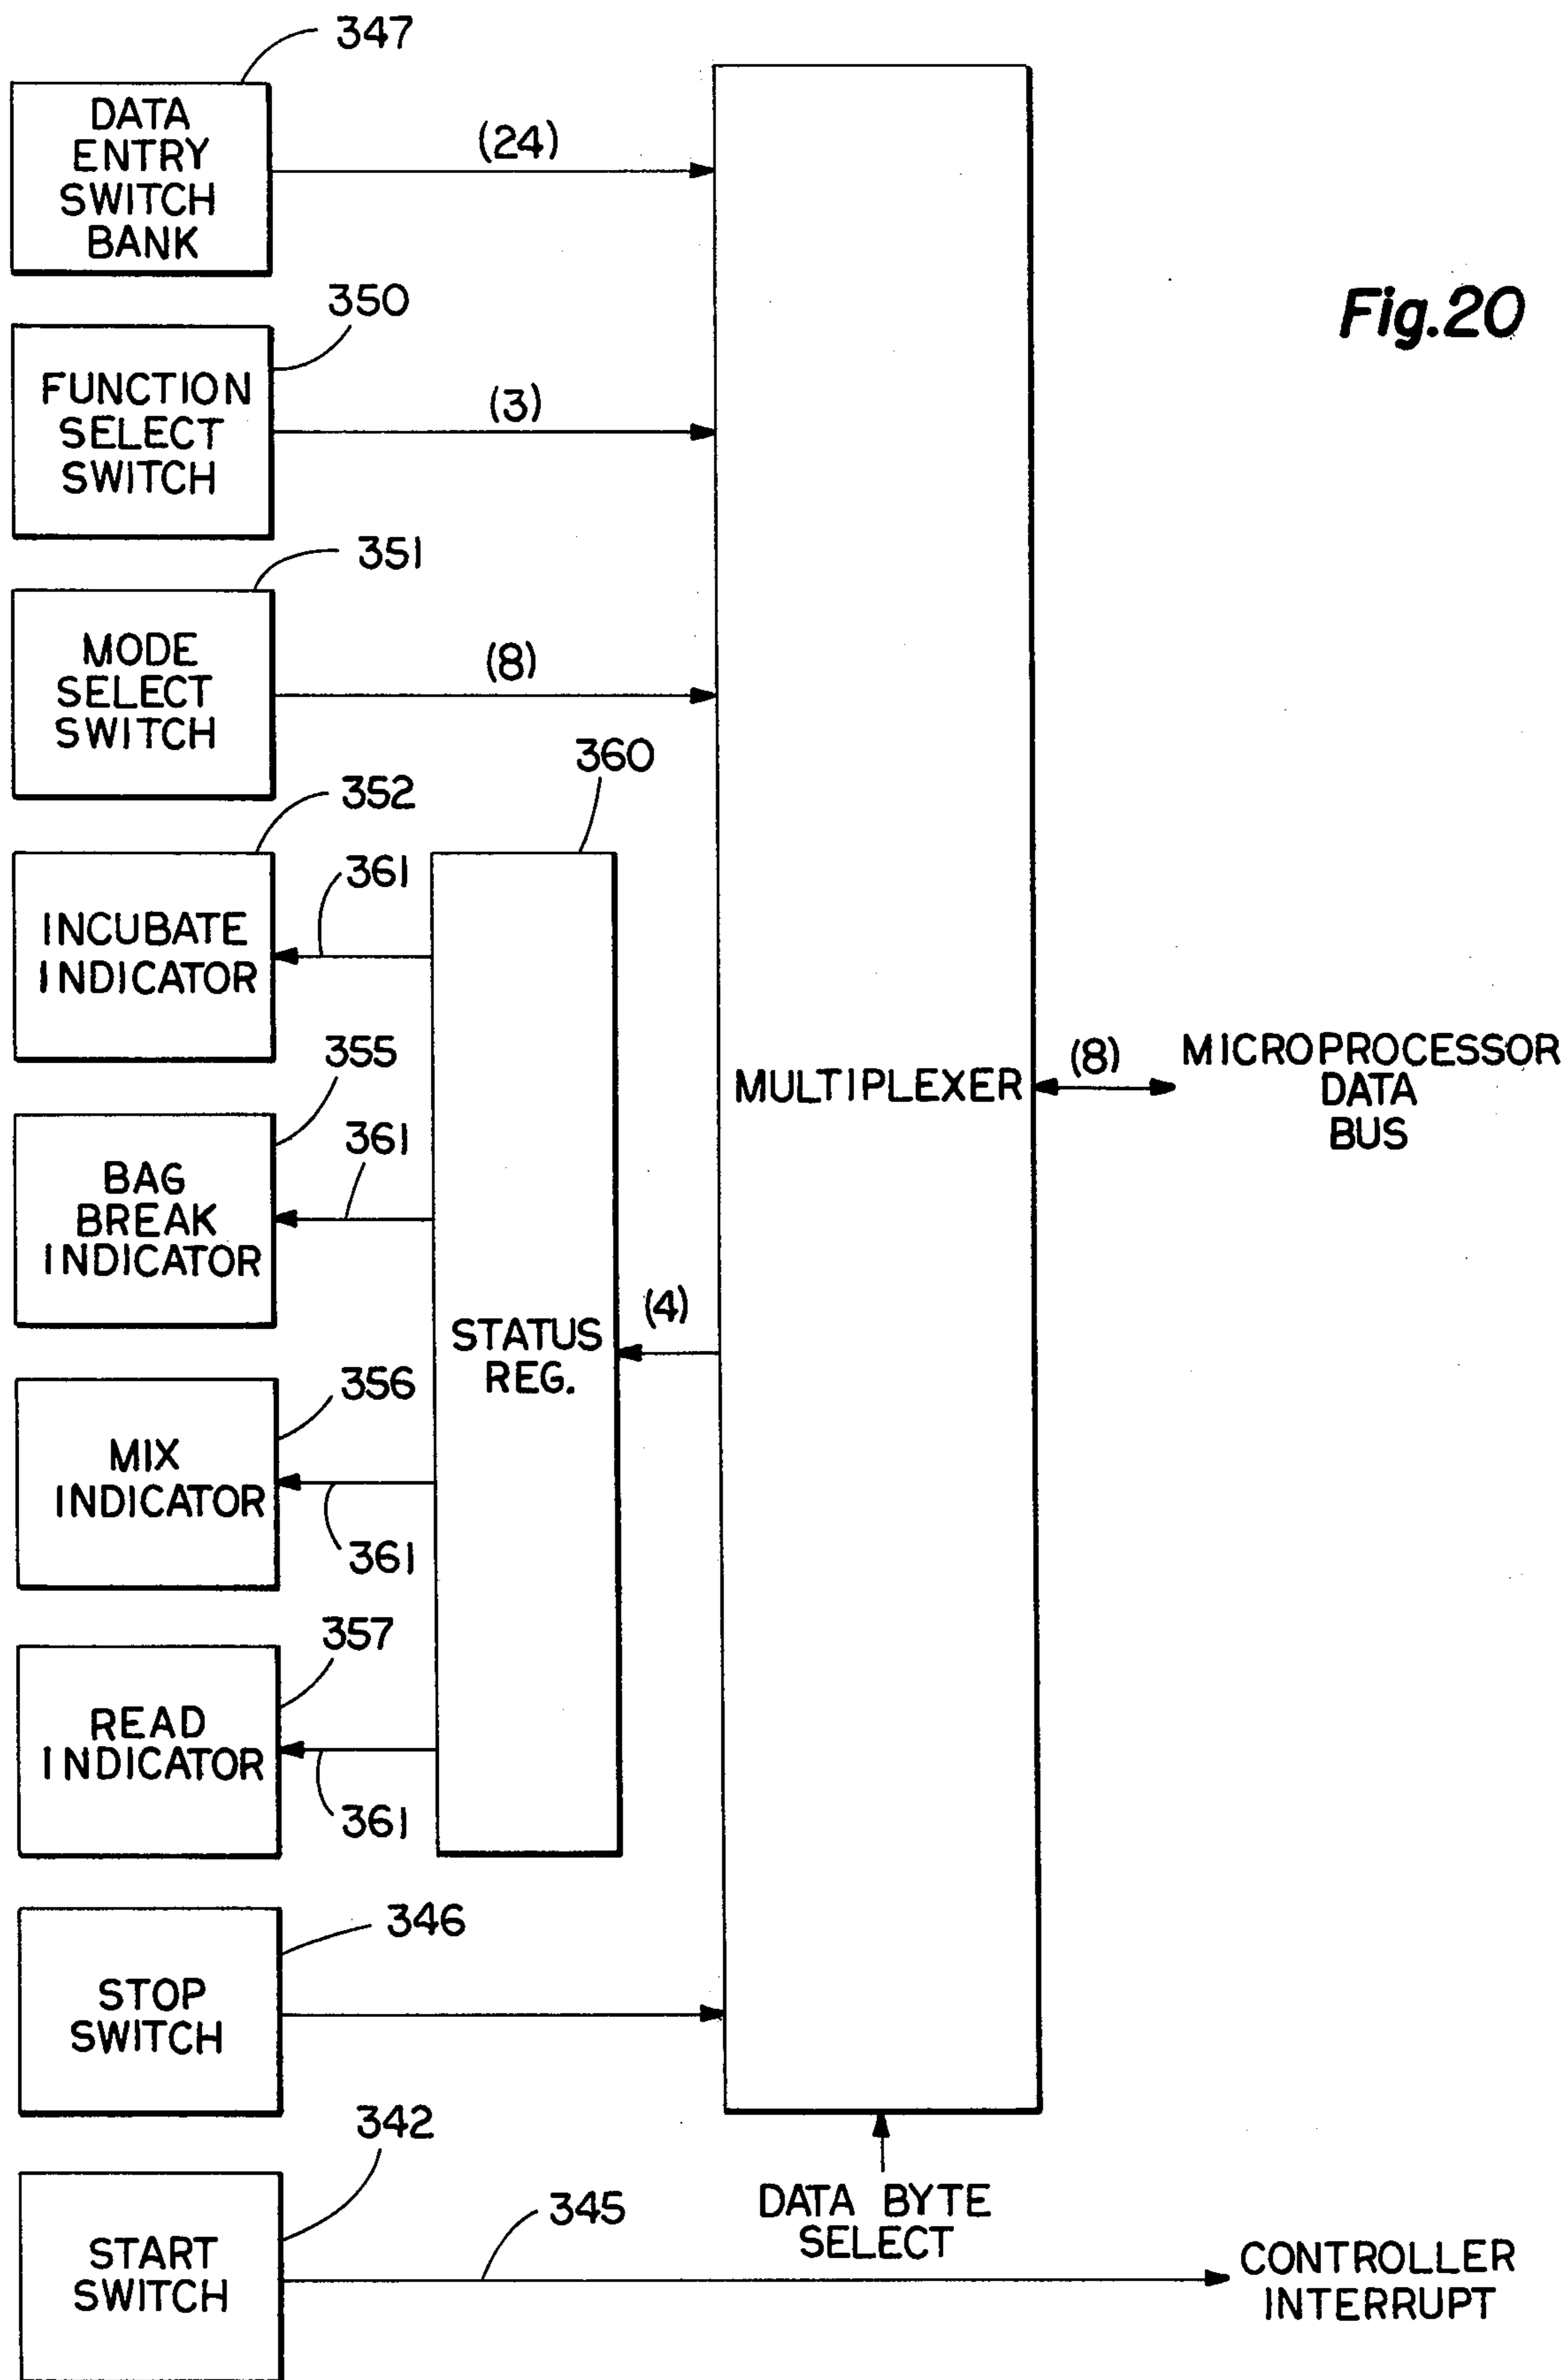 347
DATA
ENTRY
SWITCH
BANK
(24)
Fig.20
350
FUNCTION
SELECT
SWITCH
(3)
351
MODE
SELECT
SWITCH
(8)
360
352
INCUBATE
INDICATOR
361
355
BAG
BREAK
INDICATOR
361
MULTIPLEXER
(8)
MICROPROCESSOR
DATA
BUS
STATUS
REG.
(4)
356
MIX
INDICATOR
361
357
READ
INDICATOR
361
346
STOP
SWITCH
342
START
SWITCH
345
DATA BYTE
SELECT
CONTROLLER
INTERRUPT